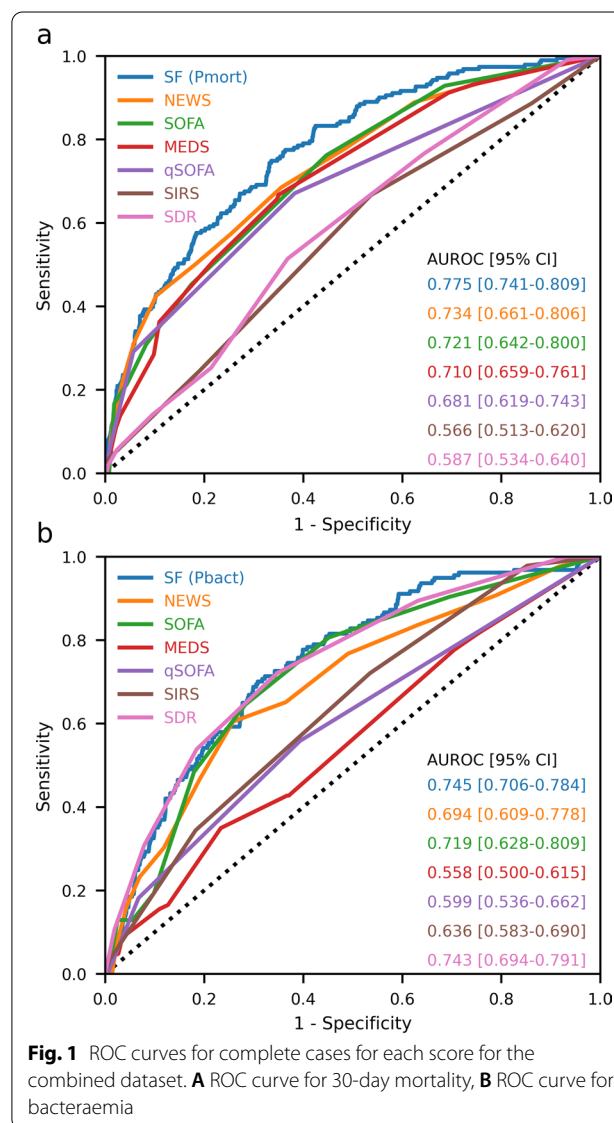 a
1.0
0.8
0.6
0.4
0.2
0.0
Sensitivity
SF (Pmort)
NEWS
SOFA
MEDS
qSOFA
SIRS
SDR
AUROC [95% CI]
0.775 [0.741-0.809]
0.734 [0.661-0.806]
0.721 [0.642-0.800]
0.710 [0.659-0.761]
0.681 [0.619-0.743]
0.566 [0.513-0.620]
0.587 [0.534-0.640]
0.0 0.2 0.4 0.6 0.8 1.0
1 - Specificity
b
1.0
0.8
0.6
0.4
0.2
0.0
Sensitivity
SF (Pbact)
NEWS
SOFA
MEDS
qSOFA
SIRS
SDR
AUROC [95% CI]
0.745 [0.706-0.784]
0.694 [0.609-0.778]
0.719 [0.628-0.809]
0.558 [0.500-0.615]
0.599 [0.536-0.662]
0.636 [0.583-0.690]
0.743 [0.694-0.791]
0.0 0.2 0.4 0.6 0.8 1.0
1 - Specificity
Fig. 1 ROC curves for complete cases for each score for the
combined dataset. A ROC curve for 30-day mortality, B ROC curve for
bacteraemia